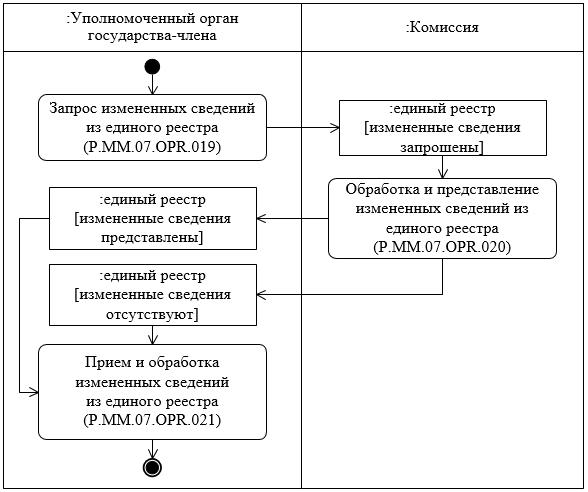 :Уполномоченный орган
государства-члена
:Комиссия
Запрос измененных сведений
из единого реестра
(P.MM.07.OPR.019)
:единый реестр
[измененные сведения
запрошены]
Обработка и представление
измененных сведений из
единого реестра
(P.MM.07.OPR.020)
:единый реестр
[измененные сведения
представлены]
:единый реестр
[измененные сведения
отсутствуют]
Прием и обработка
измененных сведений
из единого реестра
(P.MM.07.OPR.021)